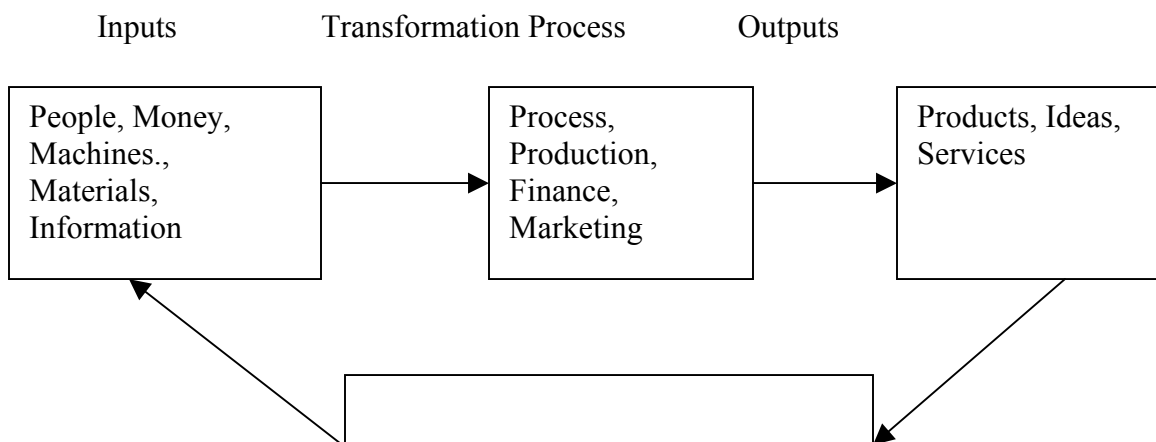 Inputs Transformation Process Outputs
People, Money,
Machines.,
Materials,
Information
Process,
Production,
Finance,
Marketing
Products, Ideas,
Services